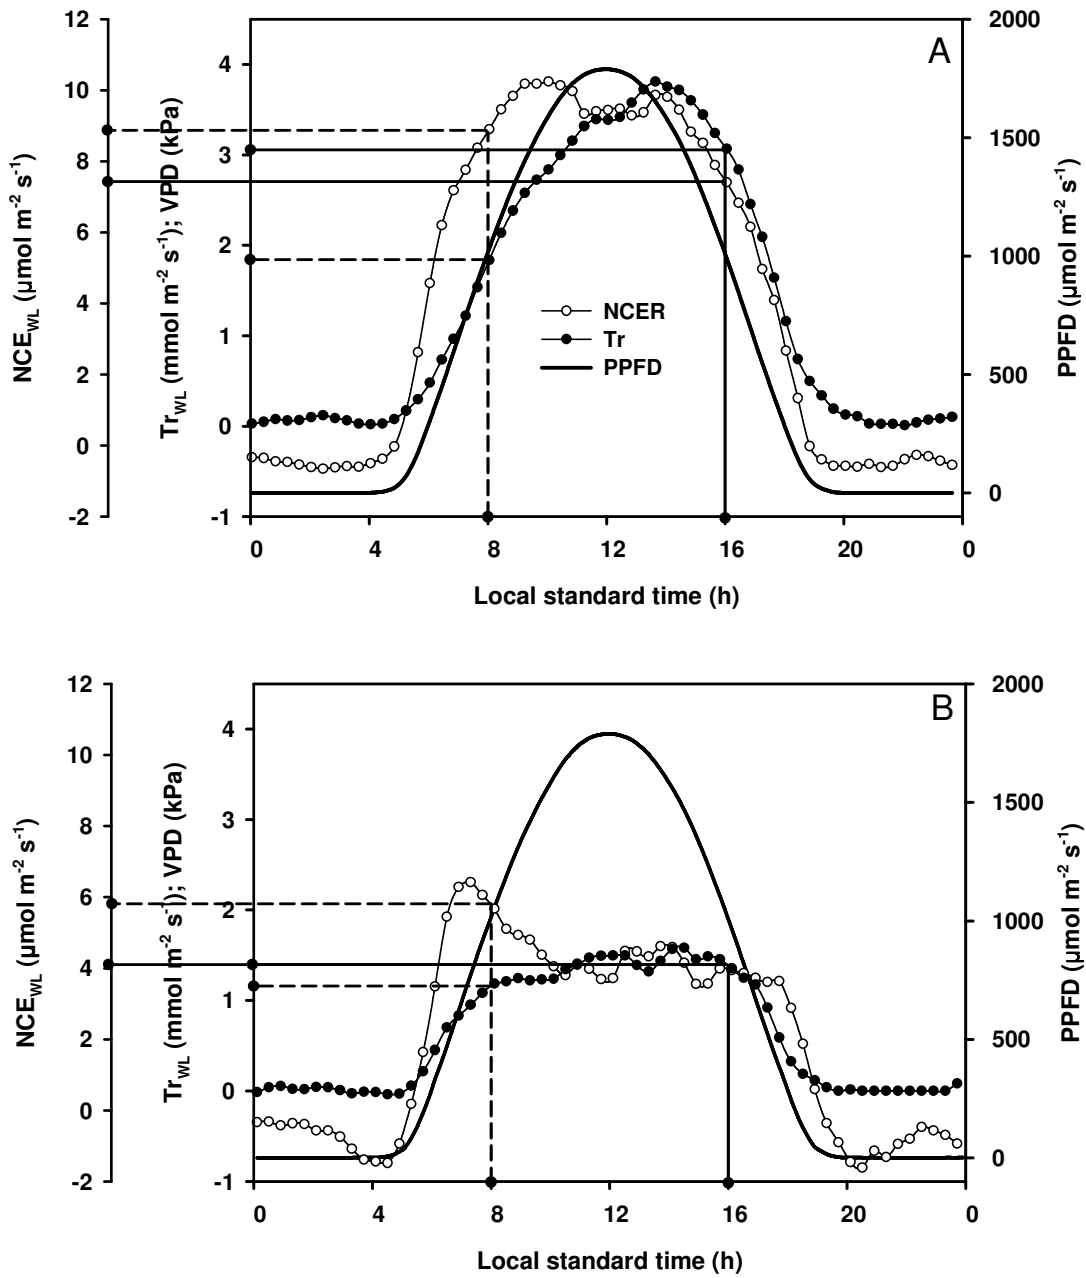 A
12
10
8
6
4
2
0
-2
NCE_WL (µmol m⁻² s⁻¹)
4
3
2
1
0
-1
Tr_WL (mmol m⁻² s⁻¹); VPD (kPa)
NCER
Tr
PPFD
2000
1500
1000
500
0
PPFD (µmol m⁻² s⁻¹)
0 4 8 12 16 20 0
Local standard time (h)
B
12
10
8
6
4
2
0
-2
NCE_WL (µmol m⁻² s⁻¹)
4
3
2
1
0
-1
Tr_WL (mmol m⁻² s⁻¹); VPD (kPa)
2000
1500
1000
500
0
PPFD (µmol m⁻² s⁻¹)
0 4 8 12 16 20 0
Local standard time (h)